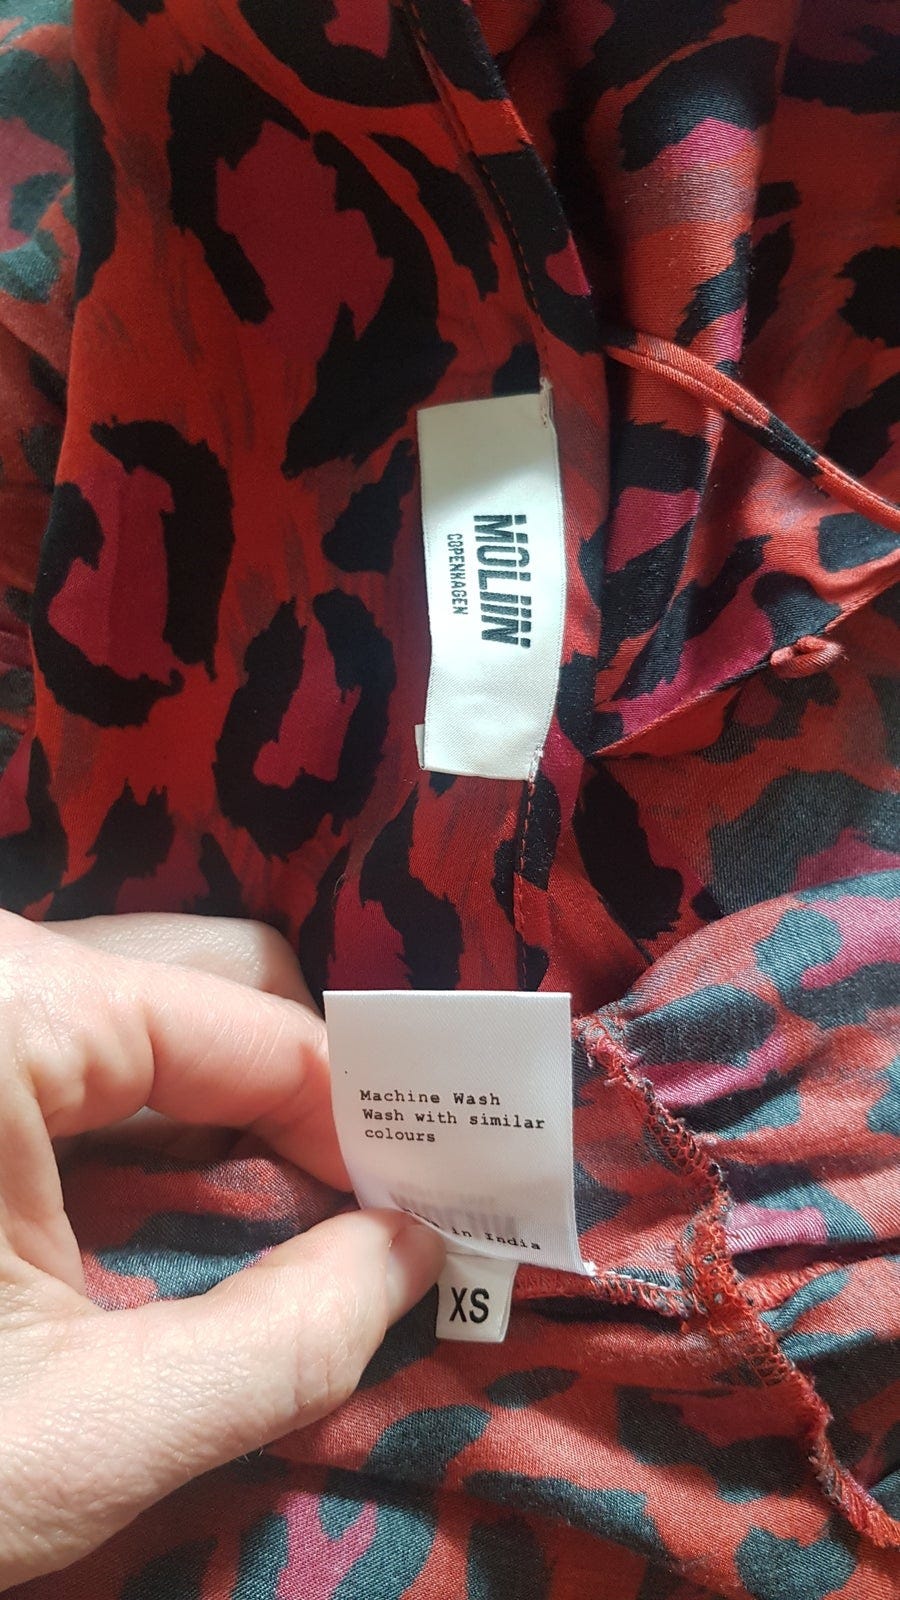 MOLIIN
COPENHAGEN
Machine Wash
Wash with similar
colours
in India
XS